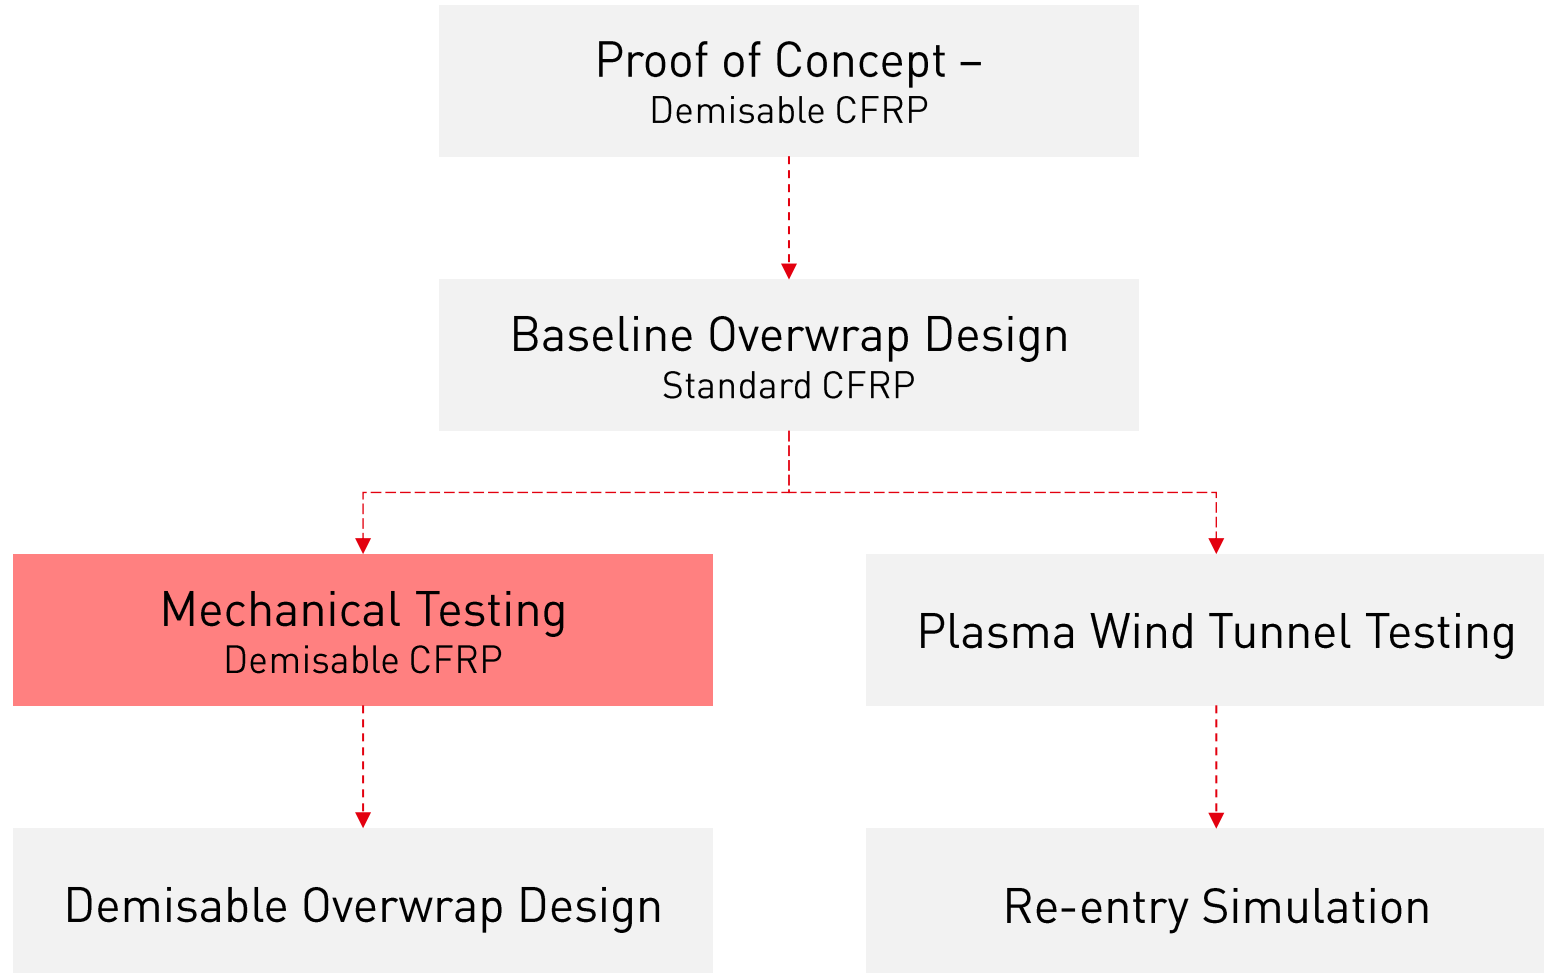 Proof of Concept –
Demisable CFRP
Baseline Overwrap Design
Standard CFRP
Mechanical Testing
Demisable CFRP
Plasma Wind Tunnel Testing
Demisable Overwrap Design
Re-entry Simulation